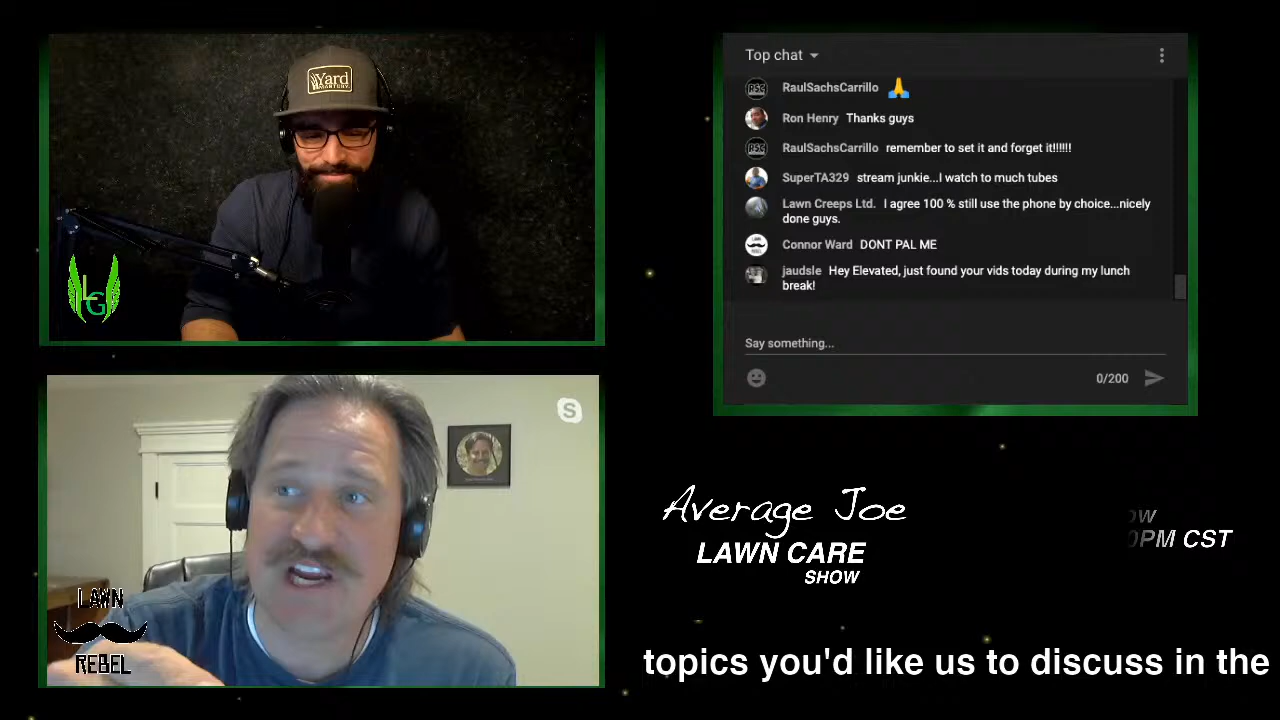 Yard
LG
LAWN
REBEL
S
Top chat
RaulSachsCarrillo 🙏
Ron Henry Thanks guys
RaulSachsCarrillo remember to set it and forget it!!!!!!
SuperTA329 stream junkie...I watch to much tubes
Lawn Creeps Ltd. I agree 100 % still use the phone by choice...nicely
done guys.
Connor Ward DONT PAL ME
jaudsle Hey Elevated, just found your vids today during my lunch
break!
Say something...
0/200
Average Joe
LAWN CARE
SHOW
OW
0PM CST
topics you'd like us to discuss in the